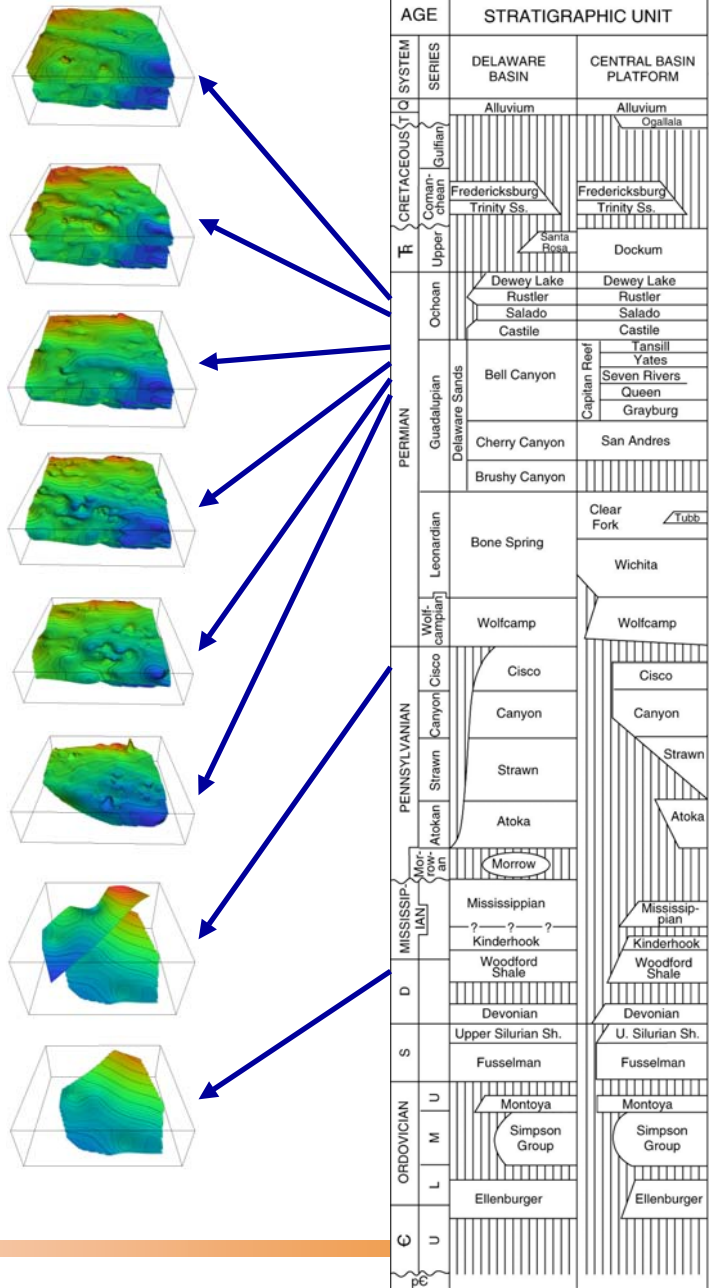 AGE
STRATIGRAPHIC UNIT
SYSTEM
SERIES
DELAWARE
BASIN
CENTRAL BASIN
PLATFORM
Q
Alluvium
Alluvium
T
Ogallala
CRETACEOUS
Gulfian
Coman-
chean
Fredericksburg
Fredericksburg
Trinity Ss.
Trinity Ss.
TR
Upper
Santa
Rosa
Dockum
PERMIAN
Ochoan
Dewey Lake
Dewey Lake
Rustler
Rustler
Salado
Salado
Castile
Castile
Guadalupian
Delaware Sands
Bell Canyon
Capitan Reef
Tansill
Yates
Seven Rivers
Queen
Grayburg
Cherry Canyon
San Andres
Brushy Canyon
Leonardian
Bone Spring
Clear
Fork
Tubb
Wichita
Wolf-
campian
Wolfcamp
Wolfcamp
PENNSYLVANIAN
Cisco
Cisco
Cisco
Canyon
Canyon
Canyon
Strawn
Strawn
Strawn
Atokan
Atoka
Atoka
Mor-
row-
an
Morrow
MISSISSIP-
IAN
Mississippian
Mississip-
pian
? ? ?
Kinderhook
Kinderhook
D
Woodford
Shale
Woodford
Shale
Devonian
Devonian
S
Upper Silurian Sh.
U. Silurian Sh.
Fusselman
Fusselman
ORDOVICIAN
U
Montoya
Montoya
M
Simpson
Group
Simpson
Group
L
Ellenburger
Ellenburger
Ꞓ
U
pꞒ